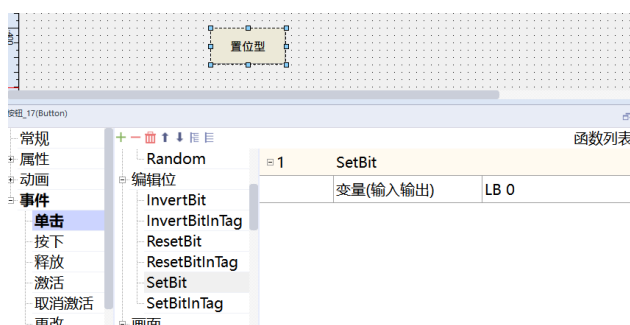 置位型
按钮_17(Button)
常规
属性
动画
事件
单击
按下
释放
激活
取消激活
更改
函数列表
Random
编辑位
InvertBit
InvertBitInTag
ResetBit
ResetBitInTag
SetBit
SetBitInTag
画面
1 SetBit
变量(输入输出) LB 0